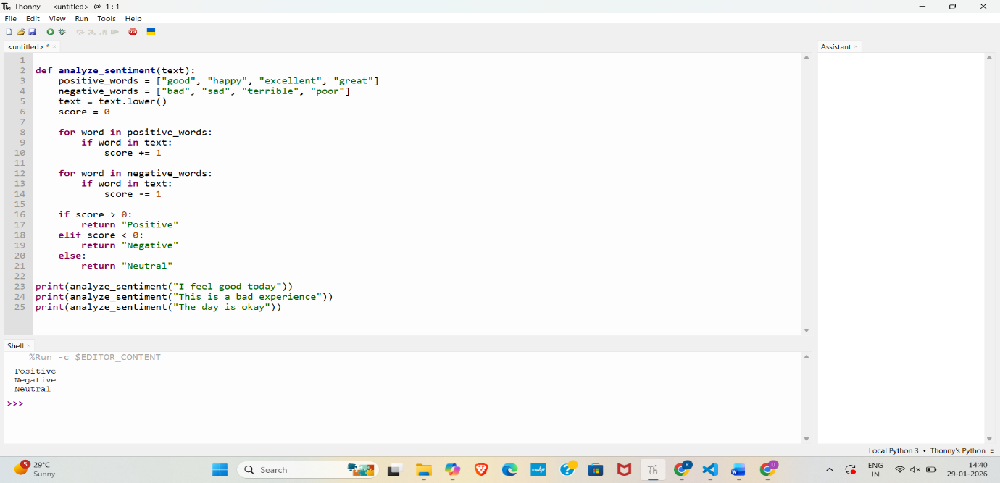 Thonny - <untitled> @ 1 : 1
File Edit View Run Tools Help
<untitled> * ×
Assistant ×
1
2 def analyze_sentiment(text):
3     positive_words = ["good", "happy", "excellent", "great"]
4     negative_words = ["bad", "sad", "terrible", "poor"]
5     text = text.lower()
6     score = 0
7
8     for word in positive_words:
9         if word in text:
10             score += 1
11
12     for word in negative_words:
13         if word in text:
14             score -= 1
15
16     if score > 0:
17         return "Positive"
18     elif score < 0:
19         return "Negative"
20     else:
21         return "Neutral"
22
23 print(analyze_sentiment("I feel good today"))
24 print(analyze_sentiment("This is a bad experience"))
25 print(analyze_sentiment("The day is okay"))
Shell ×
%Run -c $EDITOR_CONTENT
Positive
Negative
Neutral
>>>
Local Python 3 • Thonny's Python ≡
5
29°C
Sunny
Search
myhp
Th
K
U
ENG
IN
14:40
29-01-2026